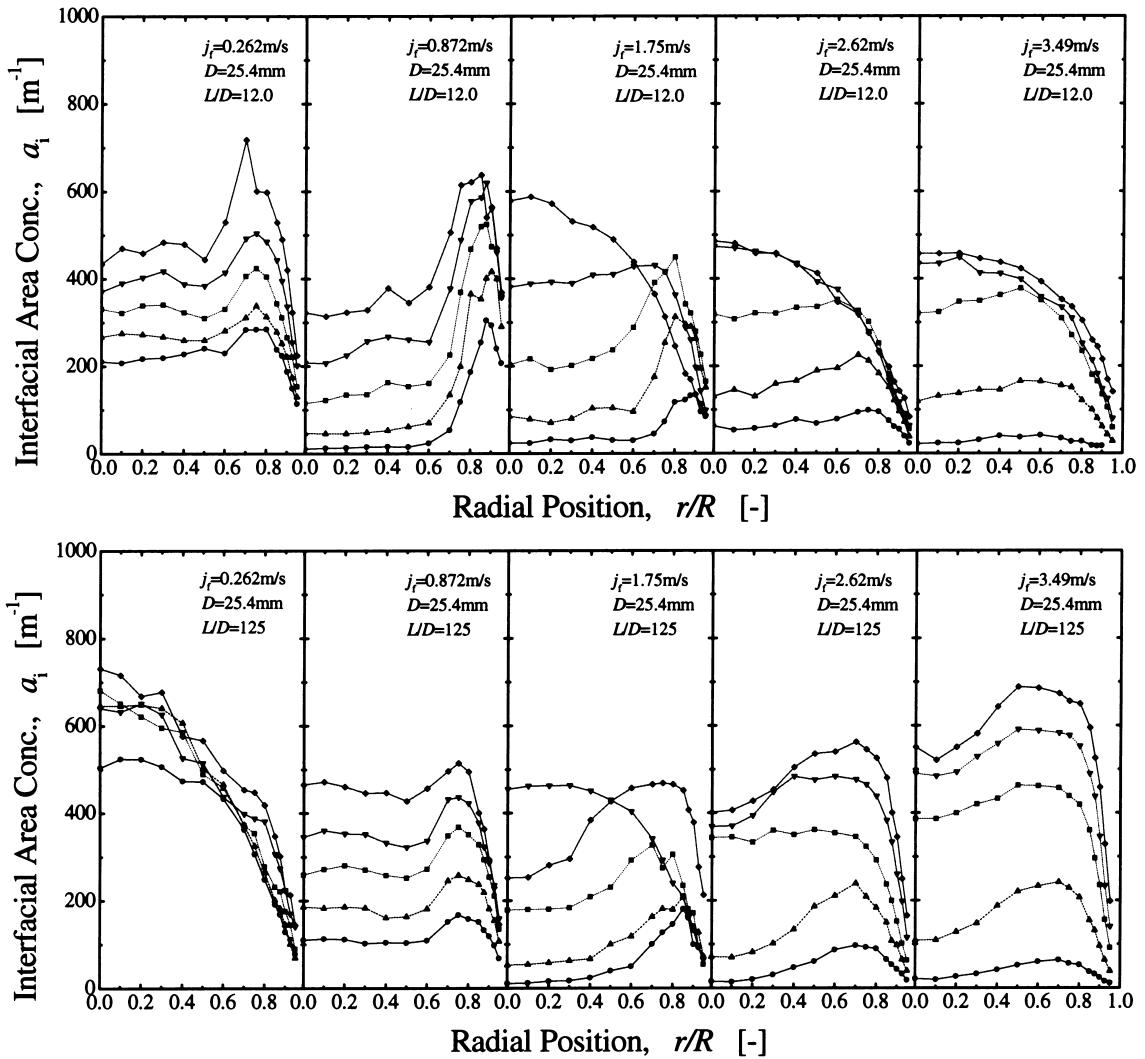 1000
800
600
400
200
0
Interfacial Area Conc., a_i [m^-1]
j_f=0.262m/s
D=25.4mm
L/D=12.0
j_f=0.872m/s
D=25.4mm
L/D=12.0
j_f=1.75m/s
D=25.4mm
L/D=12.0
j_f=2.62m/s
D=25.4mm
L/D=12.0
j_f=3.49m/s
D=25.4mm
L/D=12.0
0.0 0.2 0.4 0.6 0.8 0.0 0.2 0.4 0.6 0.8 0.0 0.2 0.4 0.6 0.8 0.0 0.2 0.4 0.6 0.8 0.0 0.2 0.4 0.6 0.8 1.0
Radial Position, r/R [-]
1000
800
600
400
200
0
Interfacial Area Conc., a_i [m^-1]
j_f=0.262m/s
D=25.4mm
L/D=125
j_f=0.872m/s
D=25.4mm
L/D=125
j_f=1.75m/s
D=25.4mm
L/D=125
j_f=2.62m/s
D=25.4mm
L/D=125
j_f=3.49m/s
D=25.4mm
L/D=125
0.0 0.2 0.4 0.6 0.8 0.0 0.2 0.4 0.6 0.8 0.0 0.2 0.4 0.6 0.8 0.0 0.2 0.4 0.6 0.8 0.0 0.2 0.4 0.6 0.8 1.0
Radial Position, r/R [-]